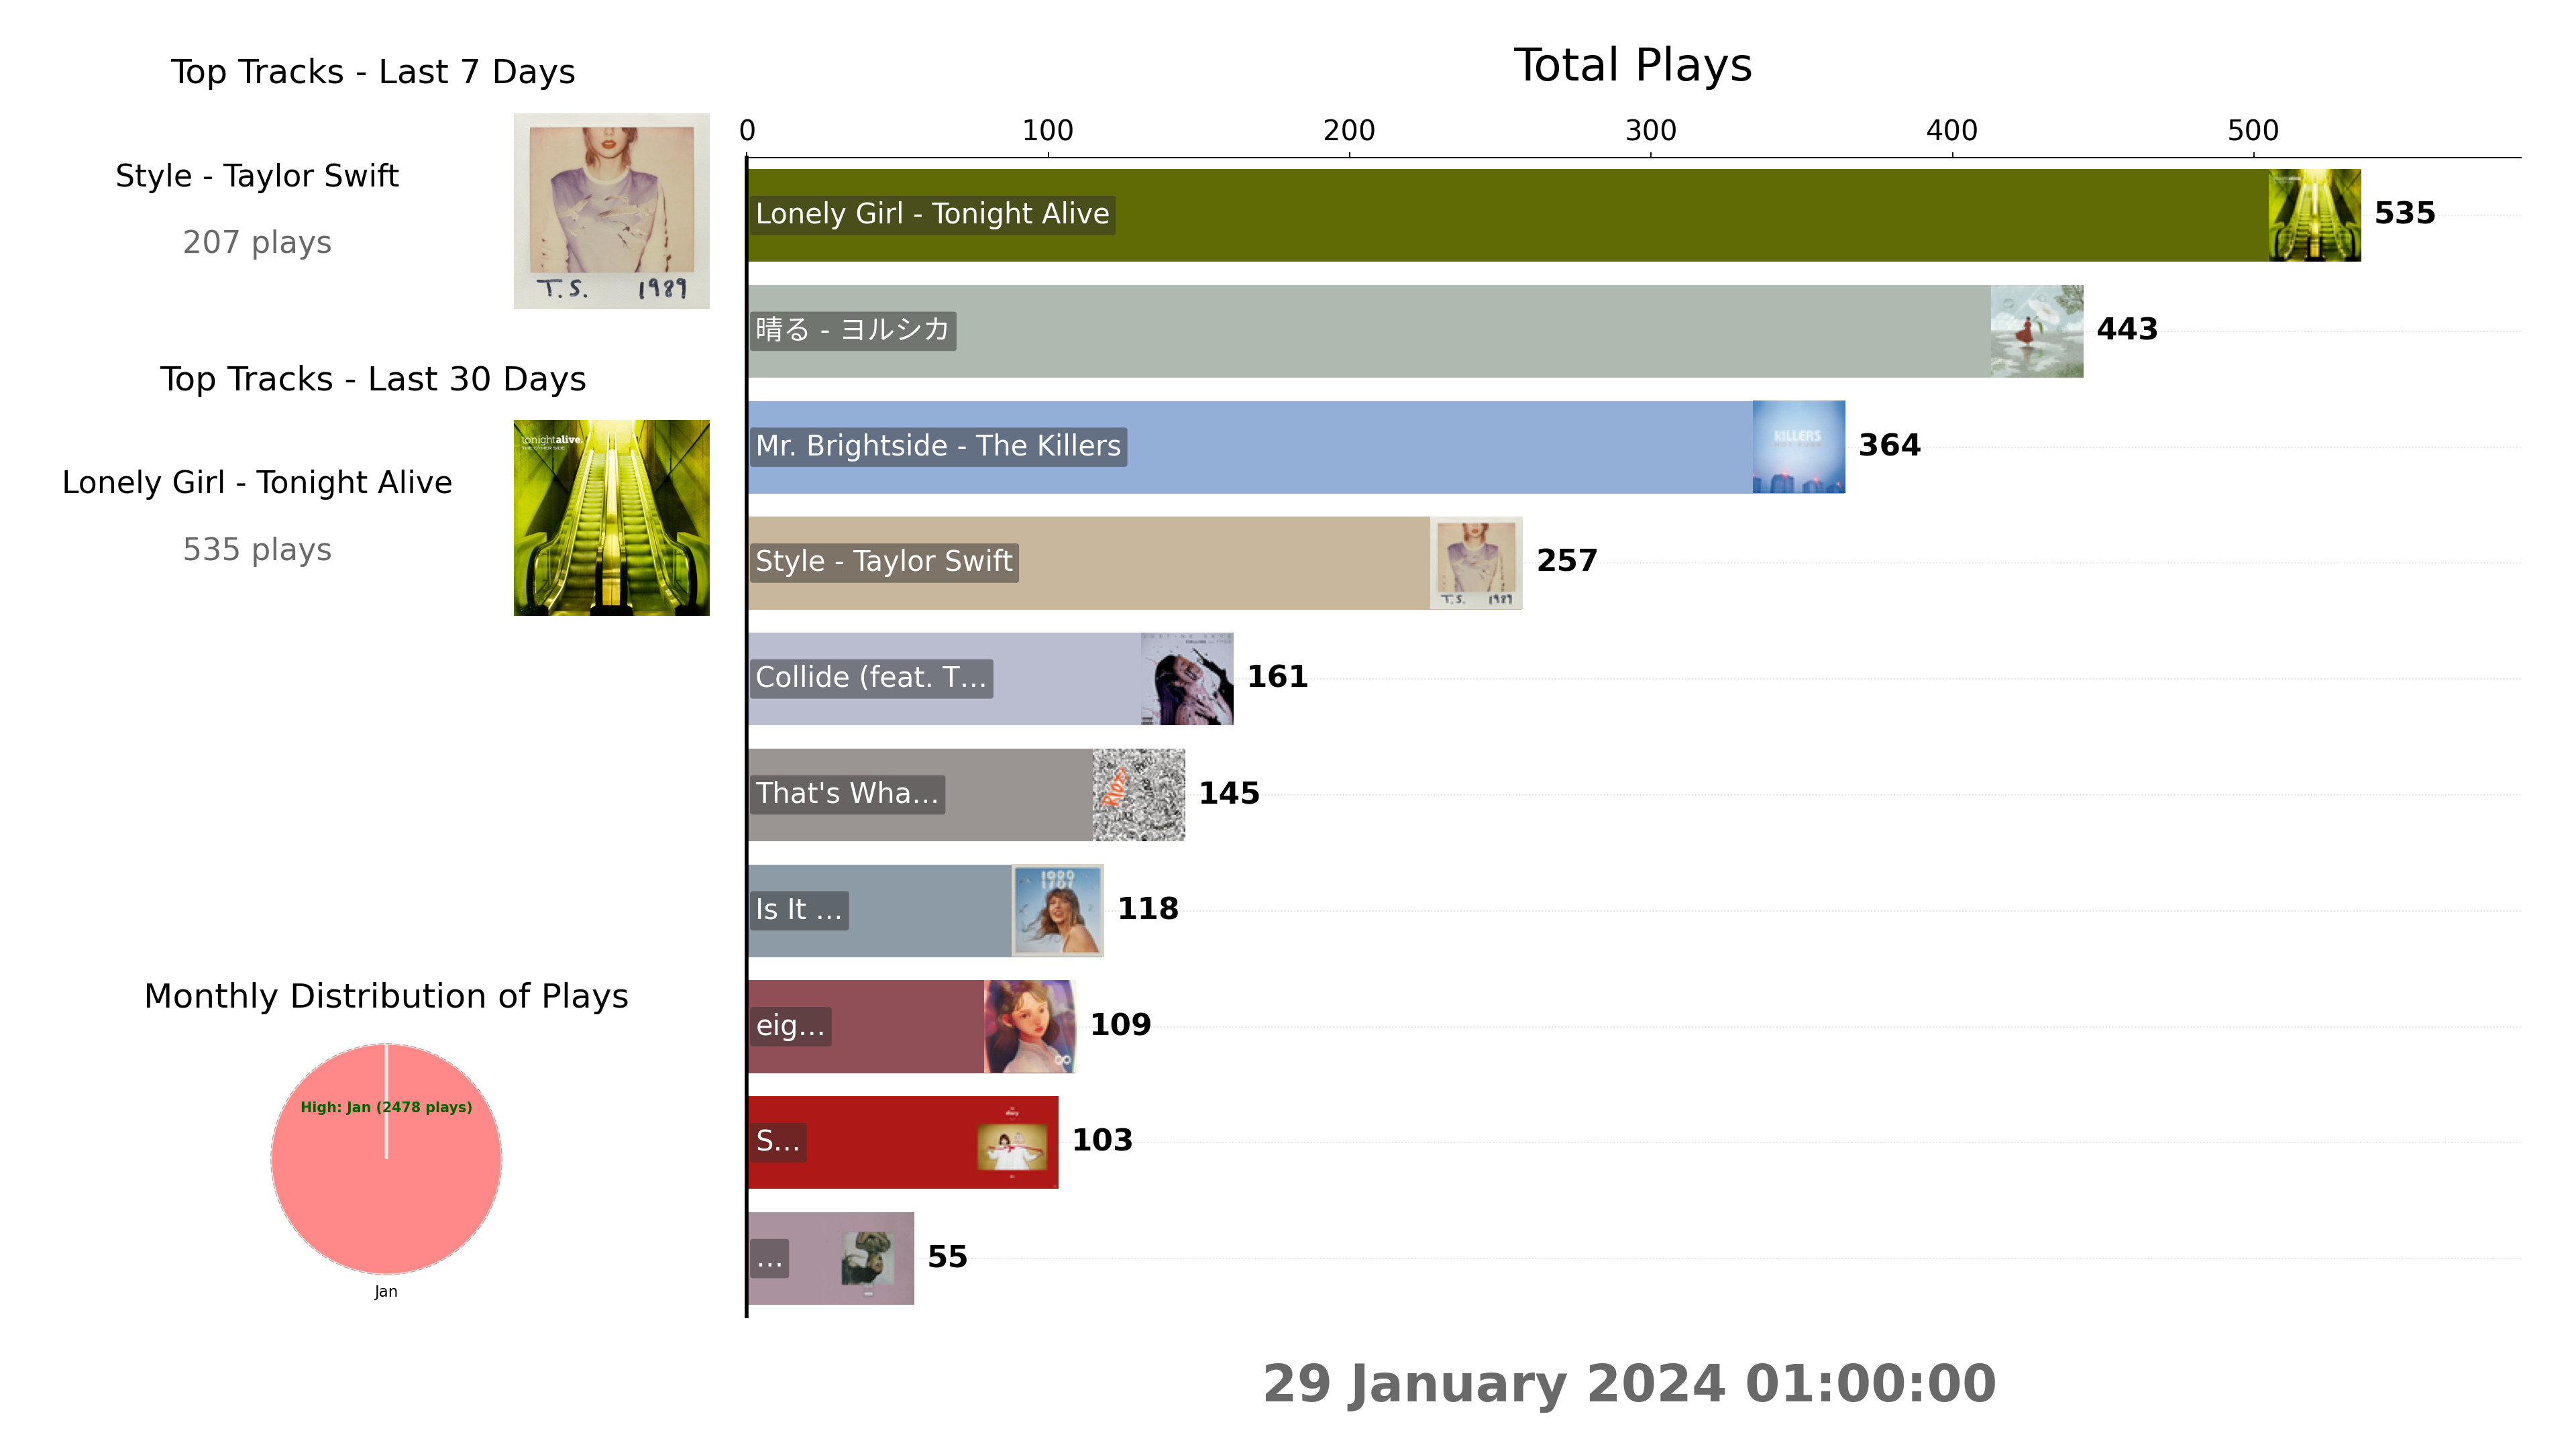 Top Tracks - Last 7 Days
Style - Taylor Swift
207 plays
T.S. 1989
Top Tracks - Last 30 Days
Lonely Girl - Tonight Alive
535 plays
tonightalive.
THE OTHER SIDE
Monthly Distribution of Plays
High: Jan (2478 plays)
Jan
Total Plays
0 100 200 300 400 500
Lonely Girl - Tonight Alive 535
晴る - ヨルシカ 443
Mr. Brightside - The Killers KILLERS 364
Style - Taylor Swift T.S. 1989 257
Collide (feat. T... 161
That's Wha... RIOT! 145
Is It ... 1989 118
eig... 109
S... 103
... 55
29 January 2024 01:00:00